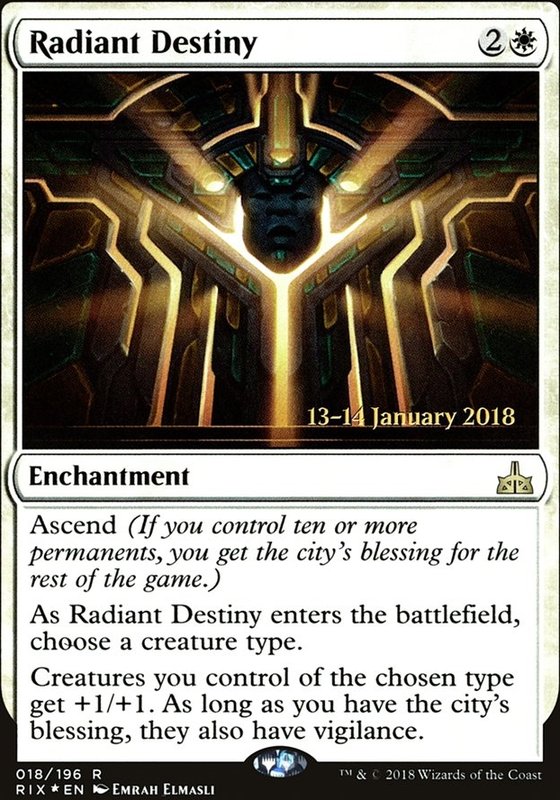 Radiant Destiny 2
13-14 January 2018
Enchantment
Ascend (If you control ten or more
permanents, you get the city's blessing for the
rest of the game.)
As Radiant Destiny enters the battlefield,
choose a creature type.
Creatures you control of the chosen type
get +1/+1. As long as you have the city's
blessing, they also have vigilance.
018/196 R
RIX★EN EMRAH ELMASLI
™ & © 2018 Wizards of the Coast